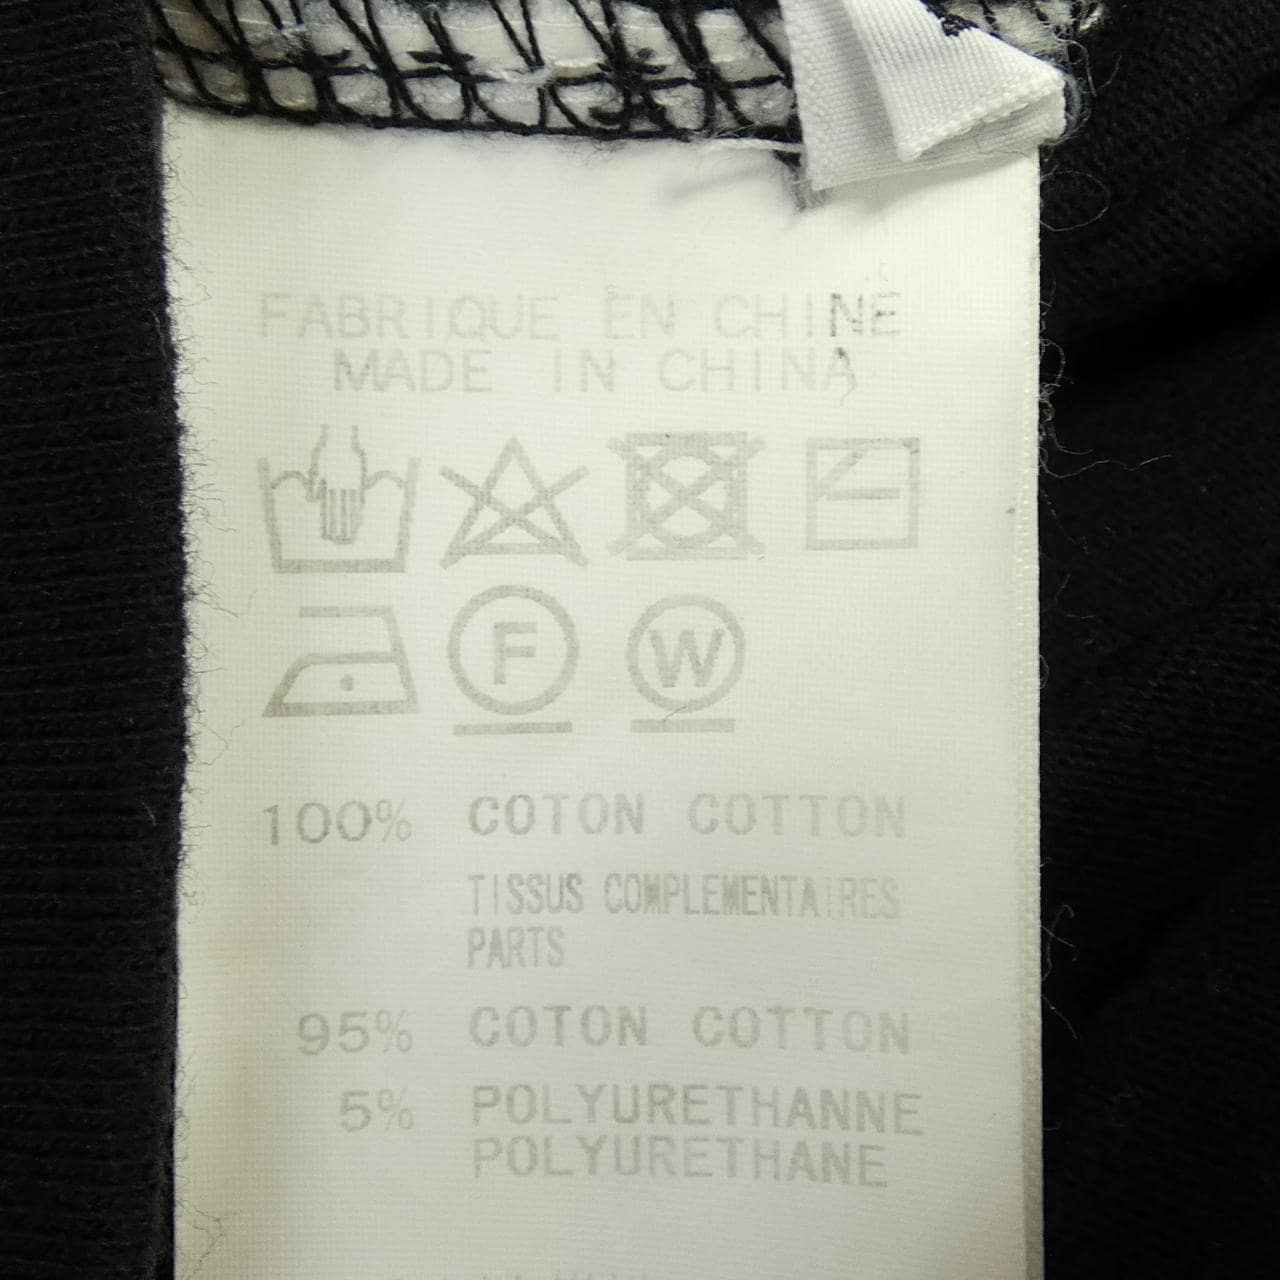 FABRIQUE EN CHINE
MADE IN CHINA
F W
100% COTON COTTON
TISSUS COMPLEMENTAIRES
PARTS
95% COTON COTTON
5% POLYURETHANNE
POLYURETHANE